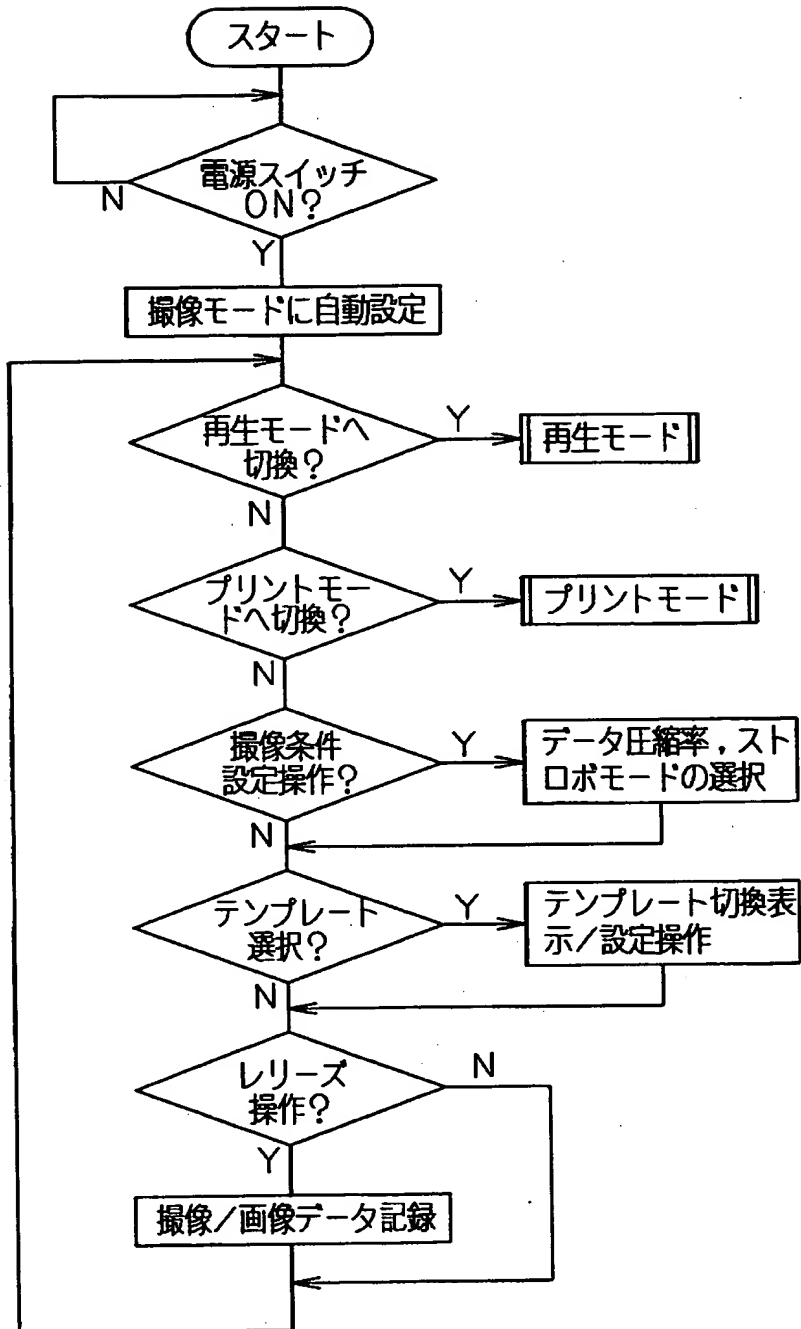 スタート
電源スイッチ
ON?
N
Y
撮像モードに自動設定
再生モードへ
切換?
Y
再生モード
N
プリントモー
ドへ切換?
Y
プリントモード
N
撮像条件
設定操作?
Y
データ圧縮率,スト
ロボモードの選択
N
テンプレート
選択?
Y
テンプレート切換表
示/設定操作
N
レリーズ
操作?
N
Y
撮像/画像データ記録